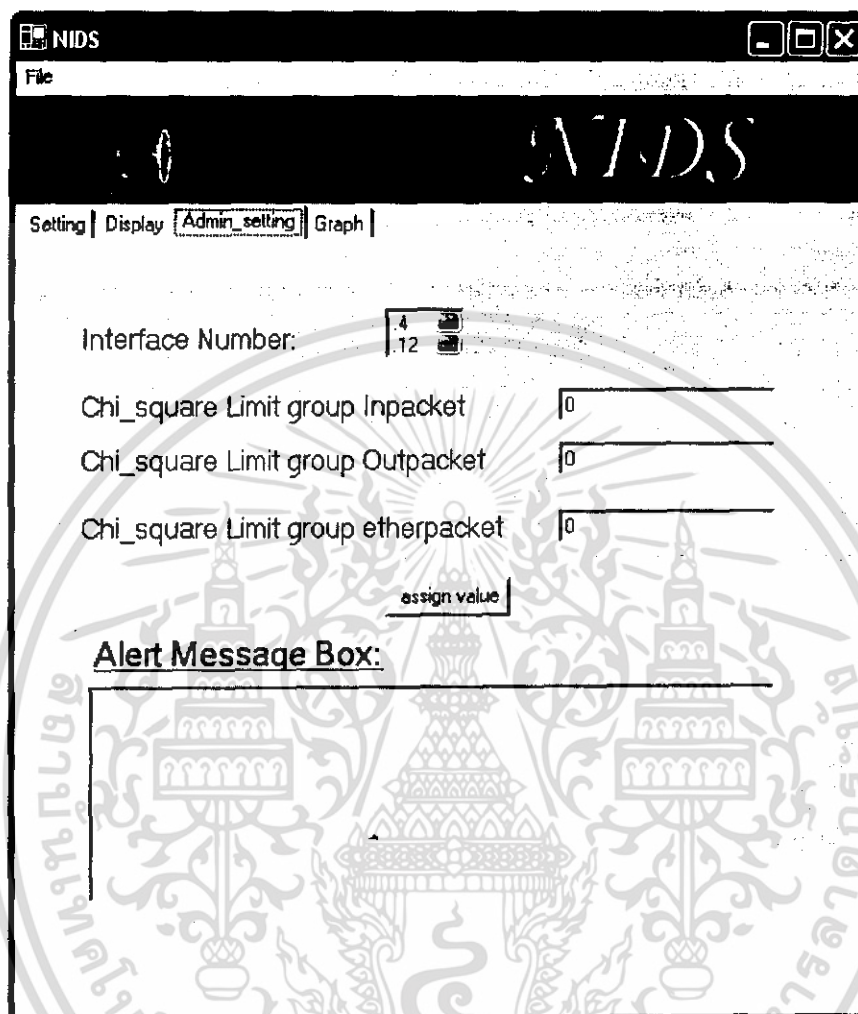 NIDS
File
NIDS
Setting Display Admin_setting Graph
Interface Number:
.4
.12
Chi_square Limit group Inpacket 0
Chi_square Limit group Outpacket 0
Chi_square Limit group etherpacket 0
assign value
Alert Message Box: